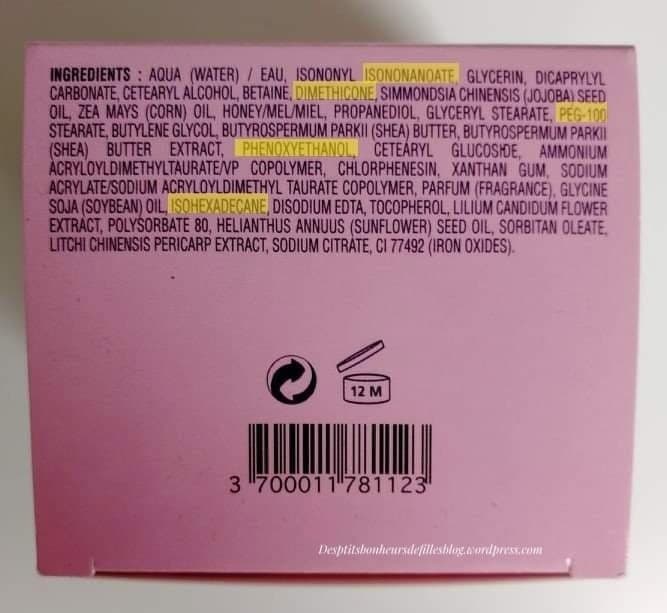 INGREDIENTS : AQUA (WATER) / EAU, ISONONYL ISONONANOATE, GLYCERIN, DICAPRYLYL
CARBONATE, CETEARYL ALCOHOL, BETAINE, DIMETHICONE, SIMMONDSIA CHINENSIS (JOJOBA) SEED
OIL, ZEA MAYS (CORN) OIL, HONEY/MEL/MIEL, PROPANEDIOL, GLYCERYL STEARATE, PEG-100
STEARATE, BUTYLENE GLYCOL, BUTYROSPERMUM PARKII (SHEA) BUTTER, BUTYROSPERMUM PARKII
(SHEA) BUTTER EXTRACT, PHENOXYETHANOL, CETEARYL GLUCOSIDE, AMMONIUM
ACRYLOYLDIMETHYLTAURATE/VP COPOLYMER, CHLORPHENESIN, XANTHAN GUM, SODIUM
ACRYLATE/SODIUM ACRYLOYLDIMETHYL TAURATE COPOLYMER, PARFUM (FRAGRANCE), GLYCINE
SOJA (SOYBEAN) OIL, ISOHEXADECANE, DISODIUM EDTA, TOCOPHEROL, LILIUM CANDIDUM FLOWER
EXTRACT, POLYSORBATE 80, HELIANTHUS ANNUUS (SUNFLOWER) SEED OIL, SORBITAN OLEATE,
LITCHI CHINENSIS PERICARP EXTRACT, SODIUM CITRATE, CI 77492 (IRON OXIDES).
12 M
3 700011 781123
Desptitsbonheursdefillesblog.wordpress.com